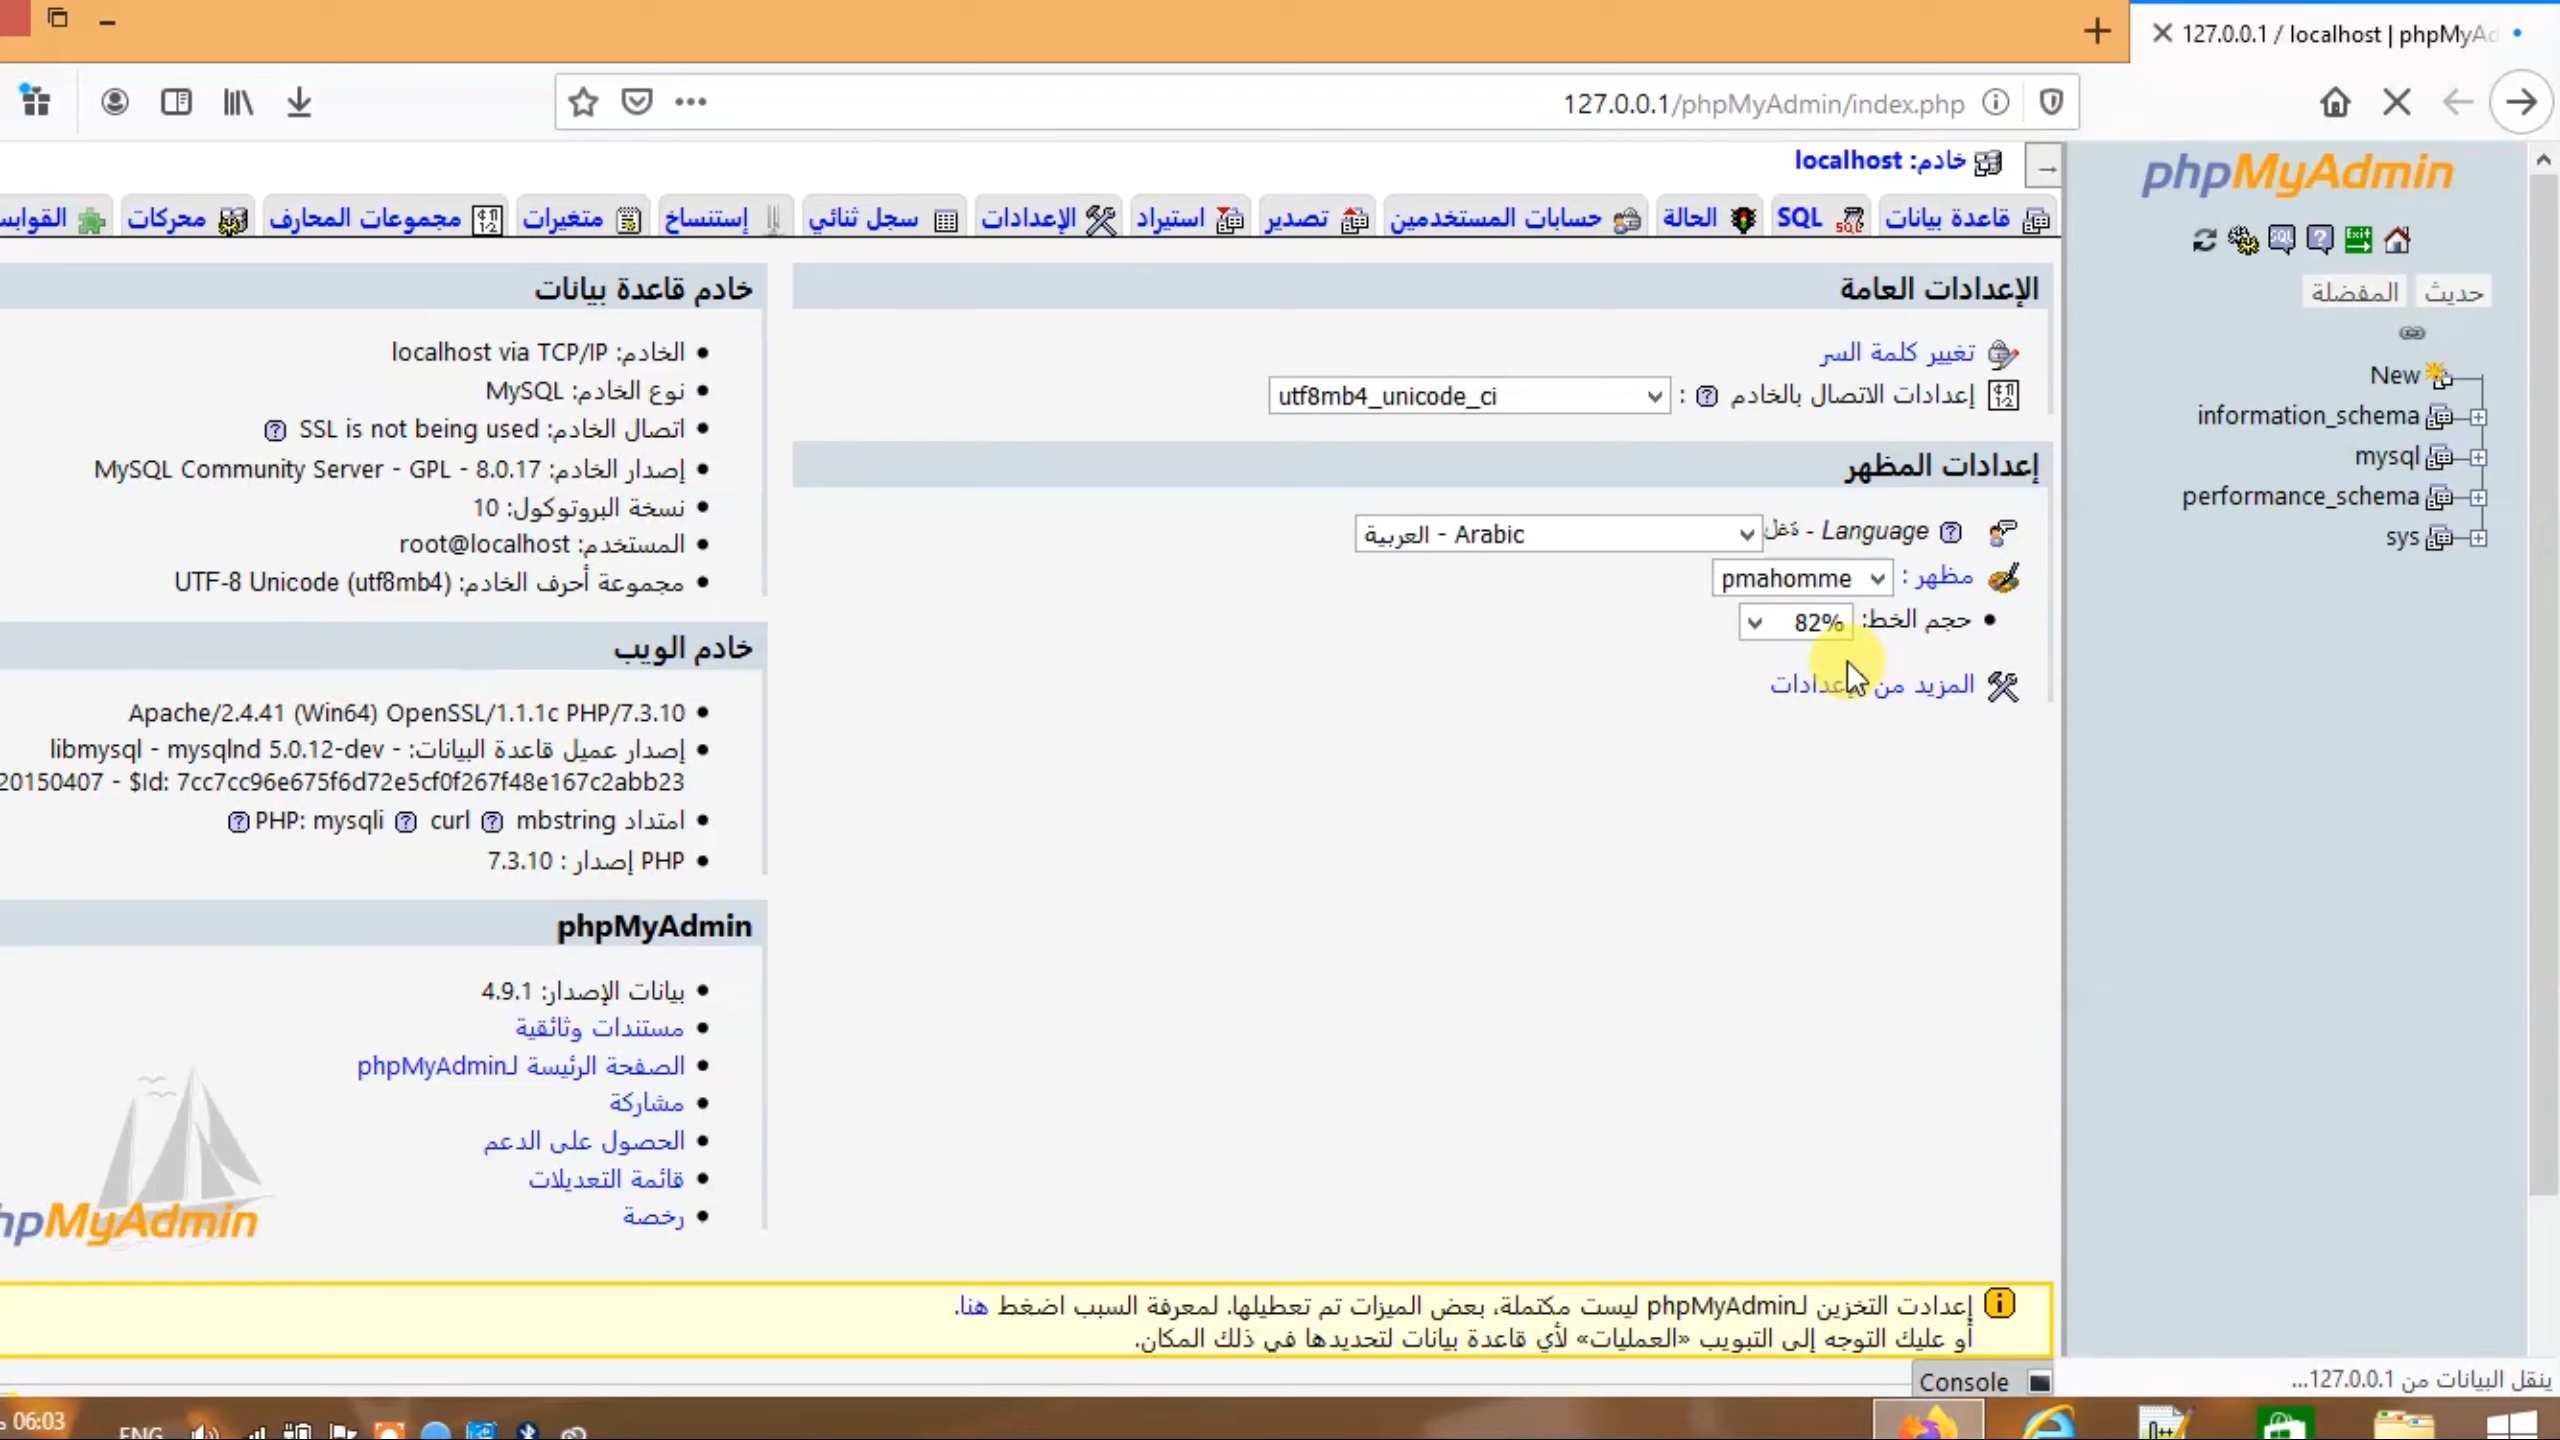 127.0.0.1 / localhost | phpMyAd
127.0.0.1/phpMyAdmin/index.php
phpMyAdmin
حديث المفضلة
New
information_schema
mysql
performance_schema
sys
خادم: localhost
قاعدة بيانات SQL الحالة حسابات المستخدمين تصدير استيراد الإعدادات سجل ثنائي إستنساخ متغيرات مجموعات المحارف محركات القوابس
الإعدادات العامة
تغيير كلمة السر
إعدادات الاتصال بالخادم : utf8mb4_unicode_ci
إعدادات المظهر
Language - العربية - Arabic
مظهر : pmahomme
حجم الخط: 82%
المزيد من
خادم قاعدة بيانات
الخادم: localhost via TCP/IP
نوع الخادم: MySQL
اتصال الخادم: SSL is not being used
إصدار الخادم: 8.0.17 - MySQL Community Server - GPL
نسخة البروتوكول: 10
المستخدم: root@localhost
مجموعة أحرف الخادم: UTF-8 Unicode (utf8mb4)
خادم الويب
Apache/2.4.41 (Win64) OpenSSL/1.1.1c PHP/7.3.10
إصدار عميل قاعدة البيانات: libmysql - mysqlnd 5.0.12-dev -
20150407 - $Id: 7cc7cc96e675f6d72e5cf0f267f48e167c2abb23
امتداد PHP: mysqli curl mbstring
PHP إصدار : 7.3.10
phpMyAdmin
بيانات الإصدار: 4.9.1
مستندات وثائقية
الصفحة الرئيسة لـphpMyAdmin
مشاركة
الحصول على الدعم
قائمة التعديلات
رخصة
hpMyAdmin
إعدادت التخزين لـphpMyAdmin ليست مكتملة، بعض الميزات تم تعطيلها. لمعرفة السبب اضغط هنا.
أو عليك التوجه إلى التبويب «العمليات» لأي قاعدة بيانات لتحديدها في ذلك المكان.
Console
ينقل البيانات من 127.0.0.1...
06:03
ENG